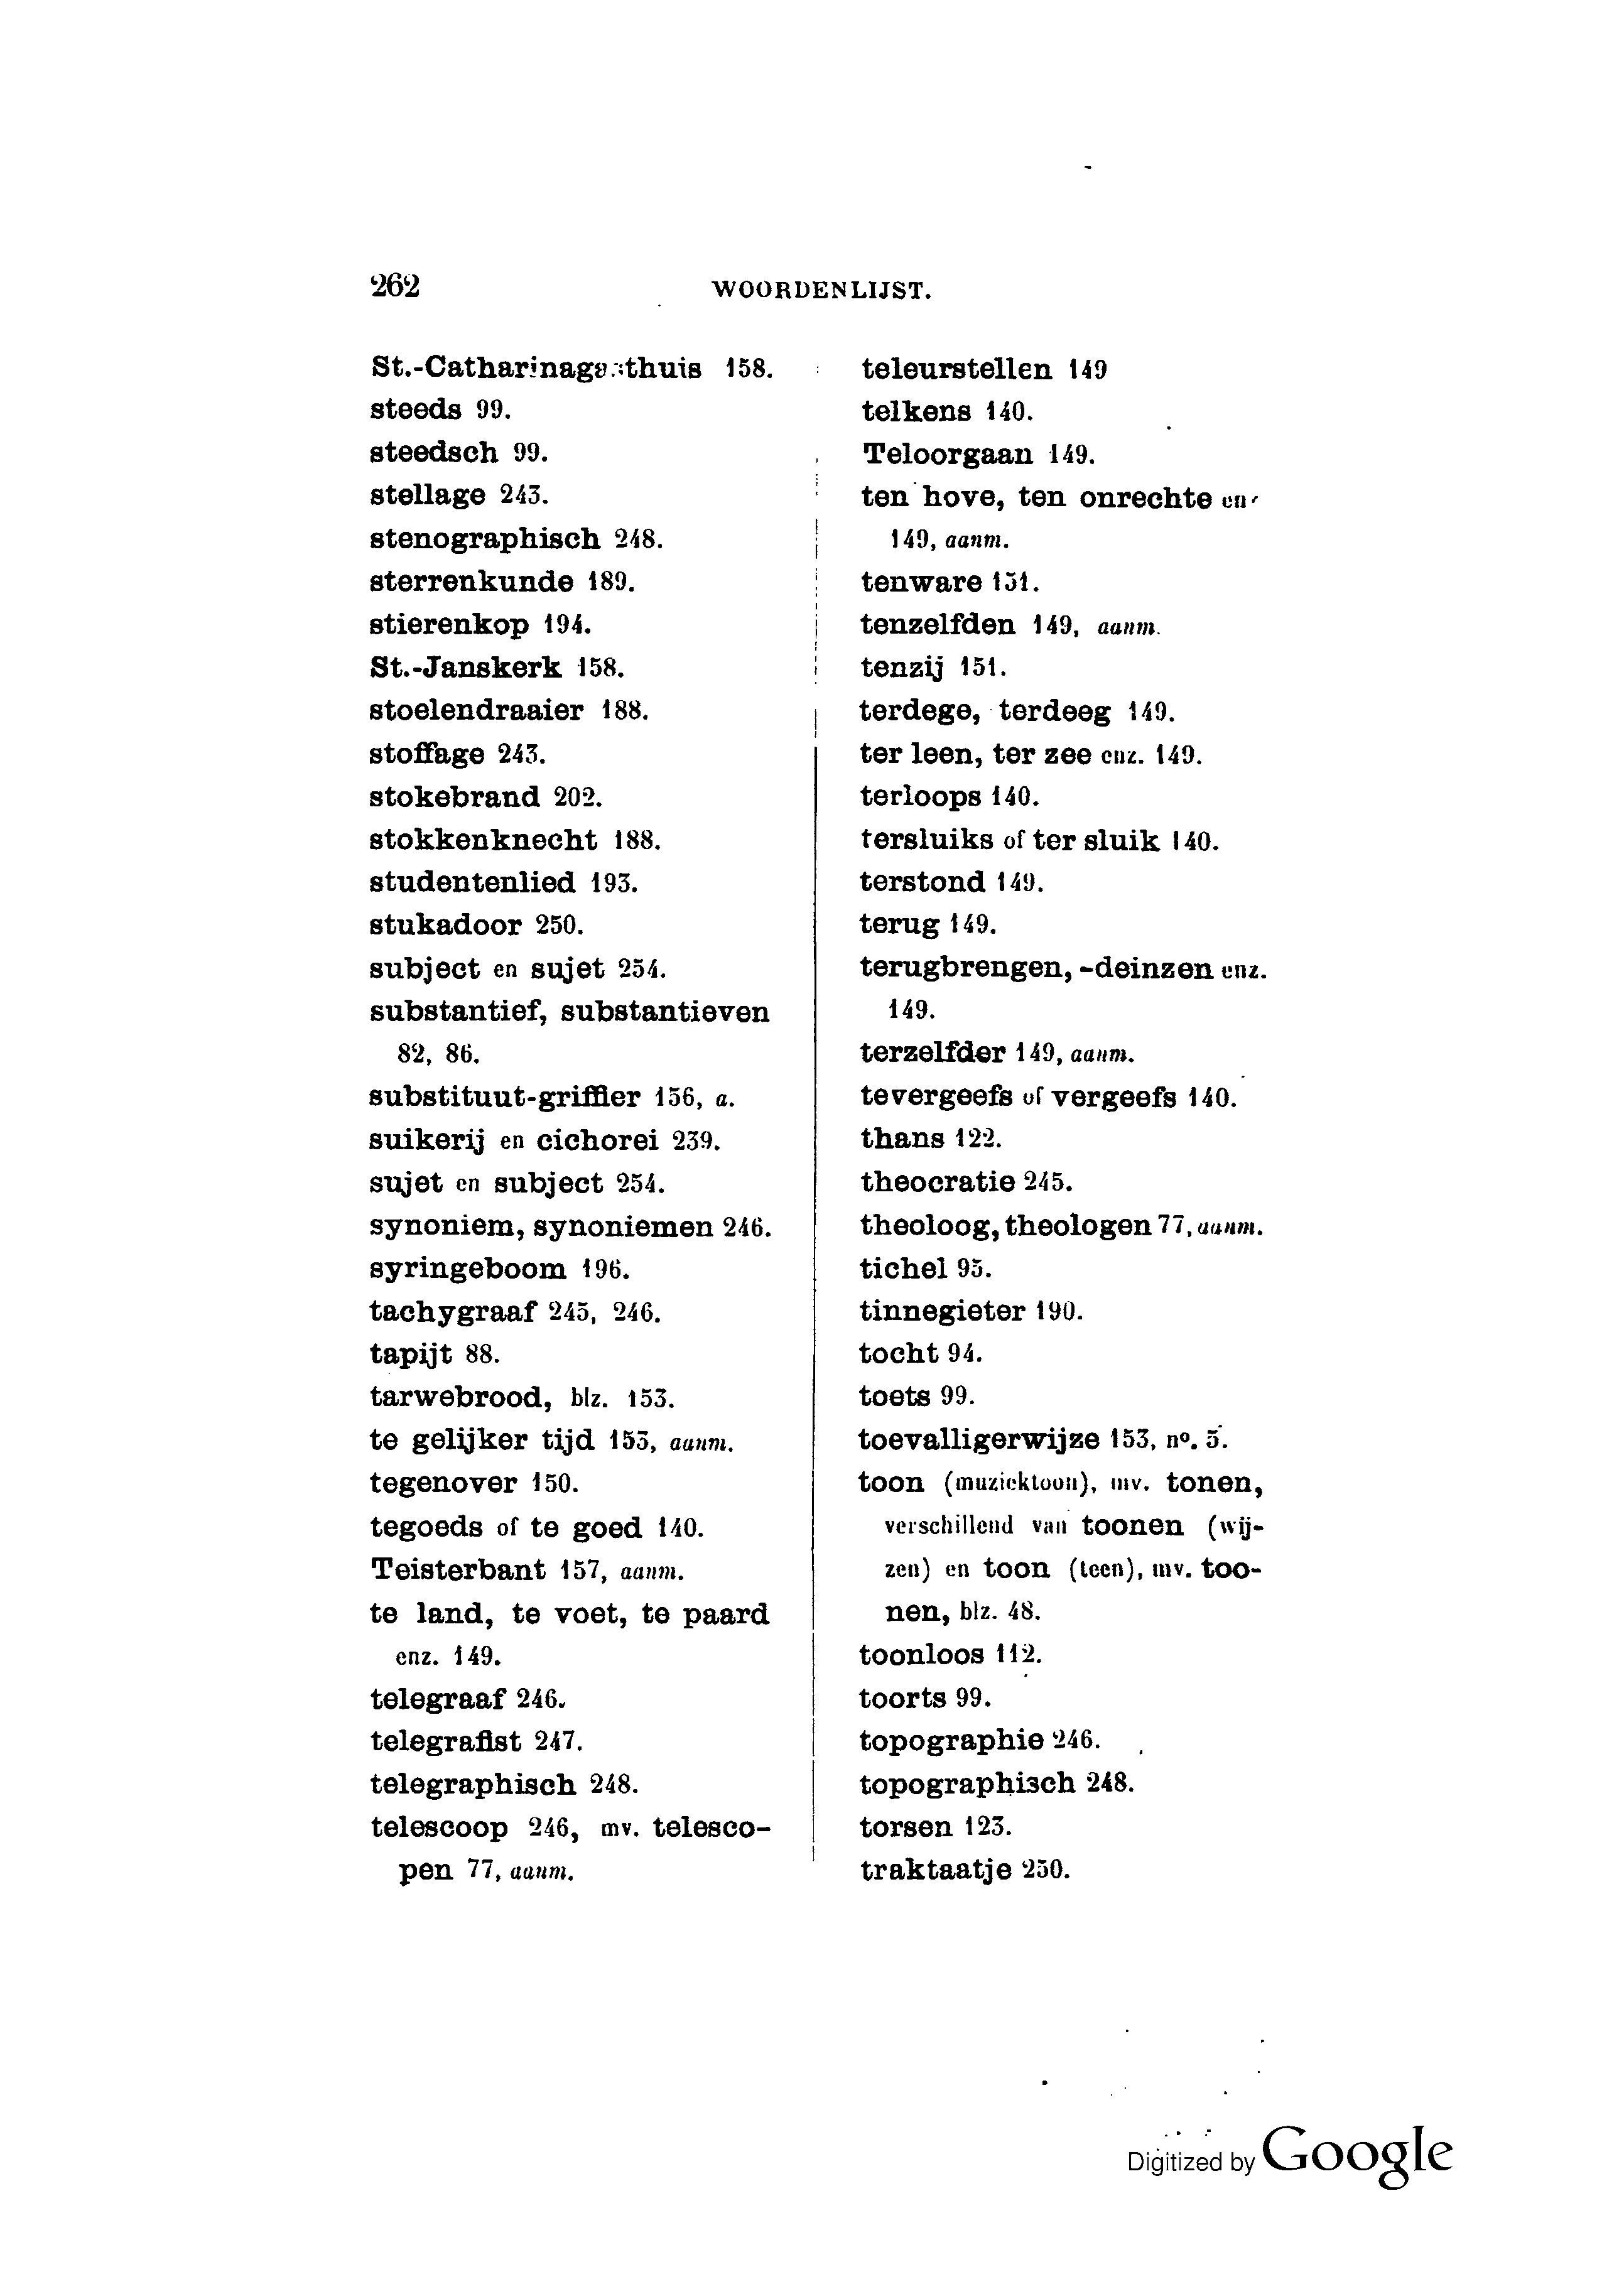 262
WOORDENLIJST.
St.-Catharinagasthuis 158.
steeds 99.
steedsch 99.
stellage 243.
stenographisch 248.
sterrenkunde 189.
stierenkop 194.
St.-Janskerk 158.
stoelendraaier 188.
stoffage 243.
stokebrand 202.
stokkenknecht 188.
studentenlied 193.
stukadoor 250.
subject en sujet 254.
substantief, substantieven
82, 86.
substituut-griffier 156, a.
suikerij en cichorei 239.
sujet en subject 254.
synoniem, synoniemen 246.
syringeboom 196.
tachygraaf 245, 246.
tapijt 88.
tarwebrood, blz. 153.
te gelijker tijd 153, aanm.
tegenover 150.
tegoeds of te goed 140.
Teisterbant 157, aanm.
te land, te voet, te paard
enz. 149.
telegraaf 246.
telegrafist 247.
telegraphisch 248.
telescoop 246, mv. telesco-
pen 77, aanm.
teleurstellen 149
telkens 140.
Teloorgaan 149.
ten hove, ten onrechte
149, aanm.
tenware 151.
tenzelfden 149, aanm.
tenzij 151.
terdege, terdeeg 149.
ter leen, ter zee enz. 149.
terloops 140.
tersluiks of ter sluik 140.
terstond 149.
terug 149.
terugbrengen, -deinzen enz.
149.
terzelfder 149, aanm.
tevergeefs of vergeefs 140.
thans 122.
theocratie 245.
theoloog, theologen 77, aanm.
tichel 95.
tinnegieter 190.
tocht 94.
toets 99.
toevalligerwijze 153, nº. 5.
toon (muziektoon), mv. tonen,
verschillend van toonen (wij-
zen) en toon (teen), mv. too-
nen, blz. 48.
toonloos 112.
toorts 99.
topographie 246.
topographisch 248.
torsen 123.
traktaatje 250.
Digitized by Google